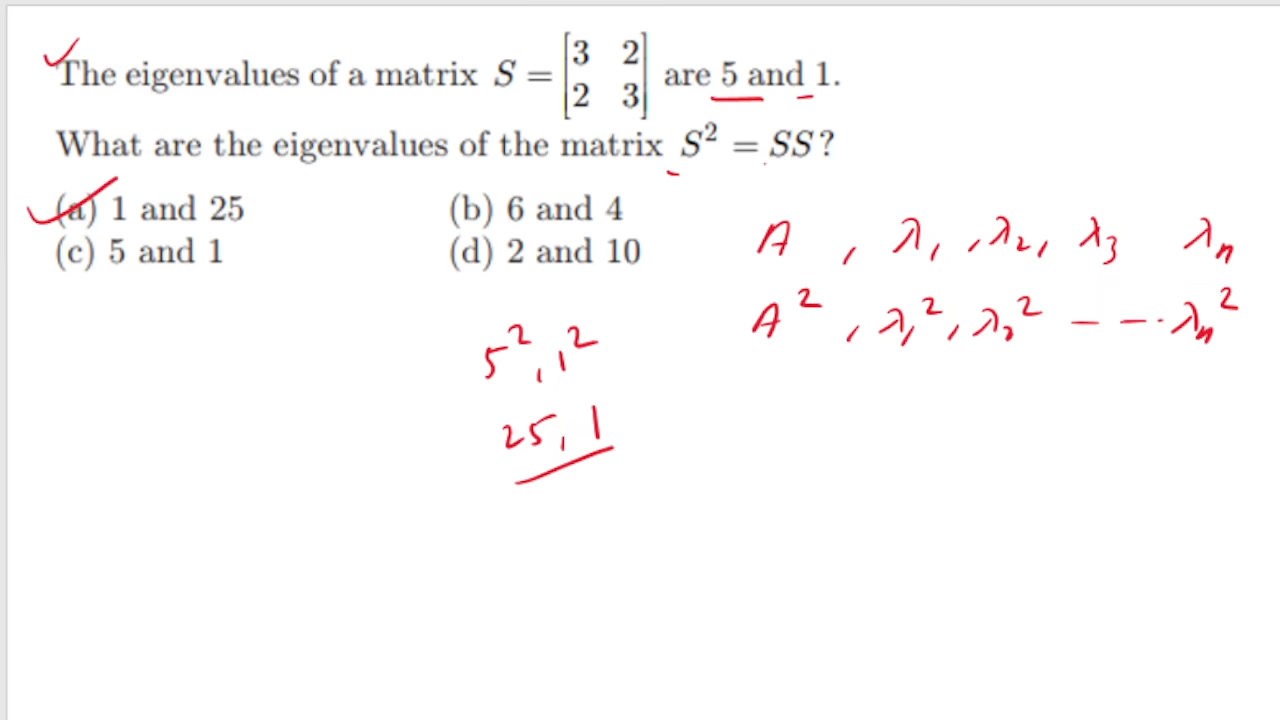 The eigenvalues of a matrix S = [3 2
2 3] are 5 and 1.
What are the eigenvalues of the matrix S² = SS?
(a) 1 and 25 (b) 6 and 4
(c) 5 and 1 (d) 2 and 10
A , λ₁ , λ₂, λ₃ λₙ
A² , λ₁², λ₂² – – · λₙ²
5², 1²
25, 1